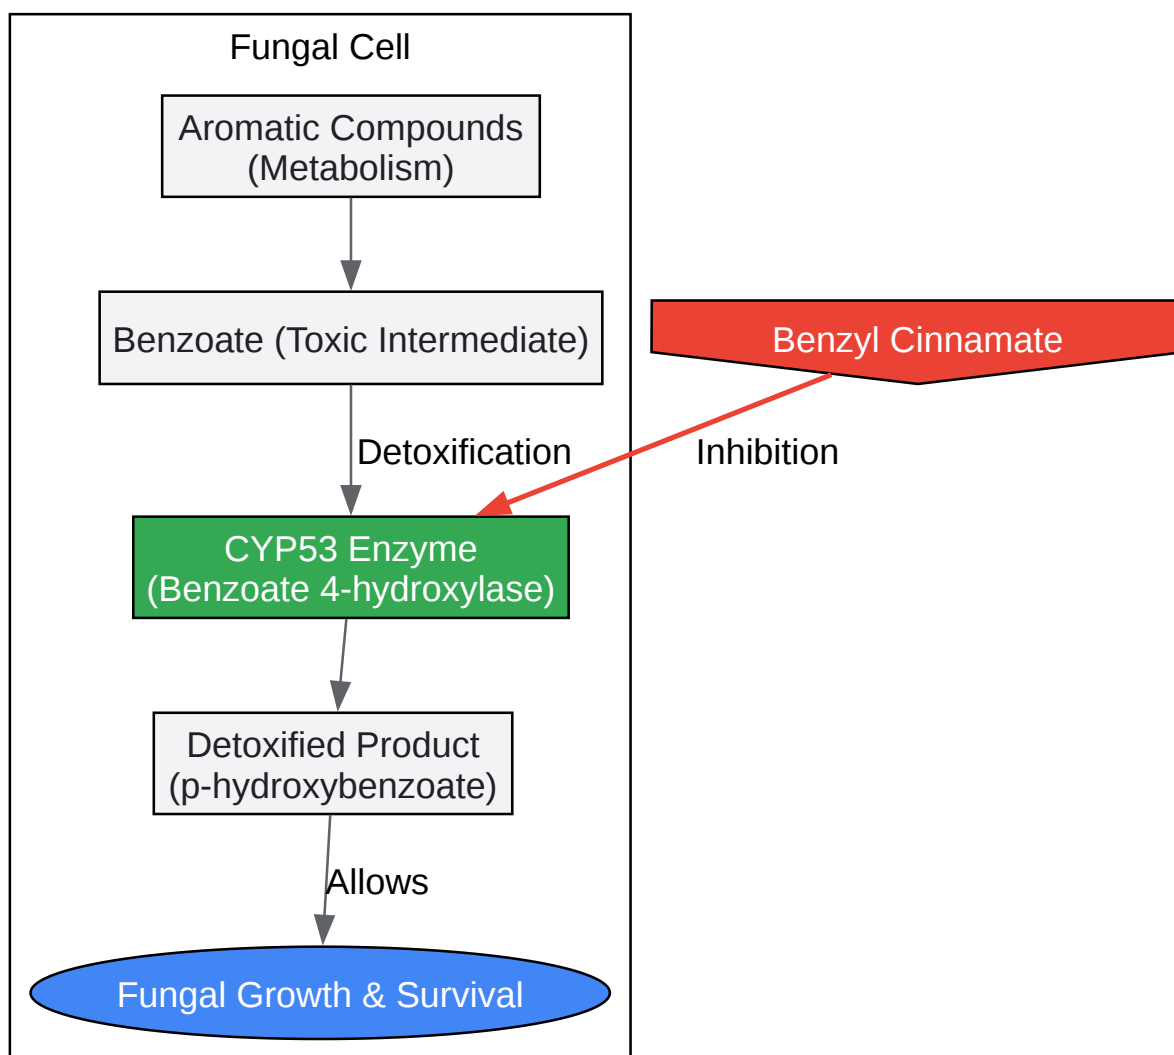 Fungal Cell
Aromatic Compounds
(Metabolism)
Benzoate (Toxic Intermediate)
Benzyl Cinnamate
Detoxification
Inhibition
CYP53 Enzyme
(Benzoate 4-hydroxylase)
Detoxified Product
(p-hydroxybenzoate)
Allows
Fungal Growth & Survival